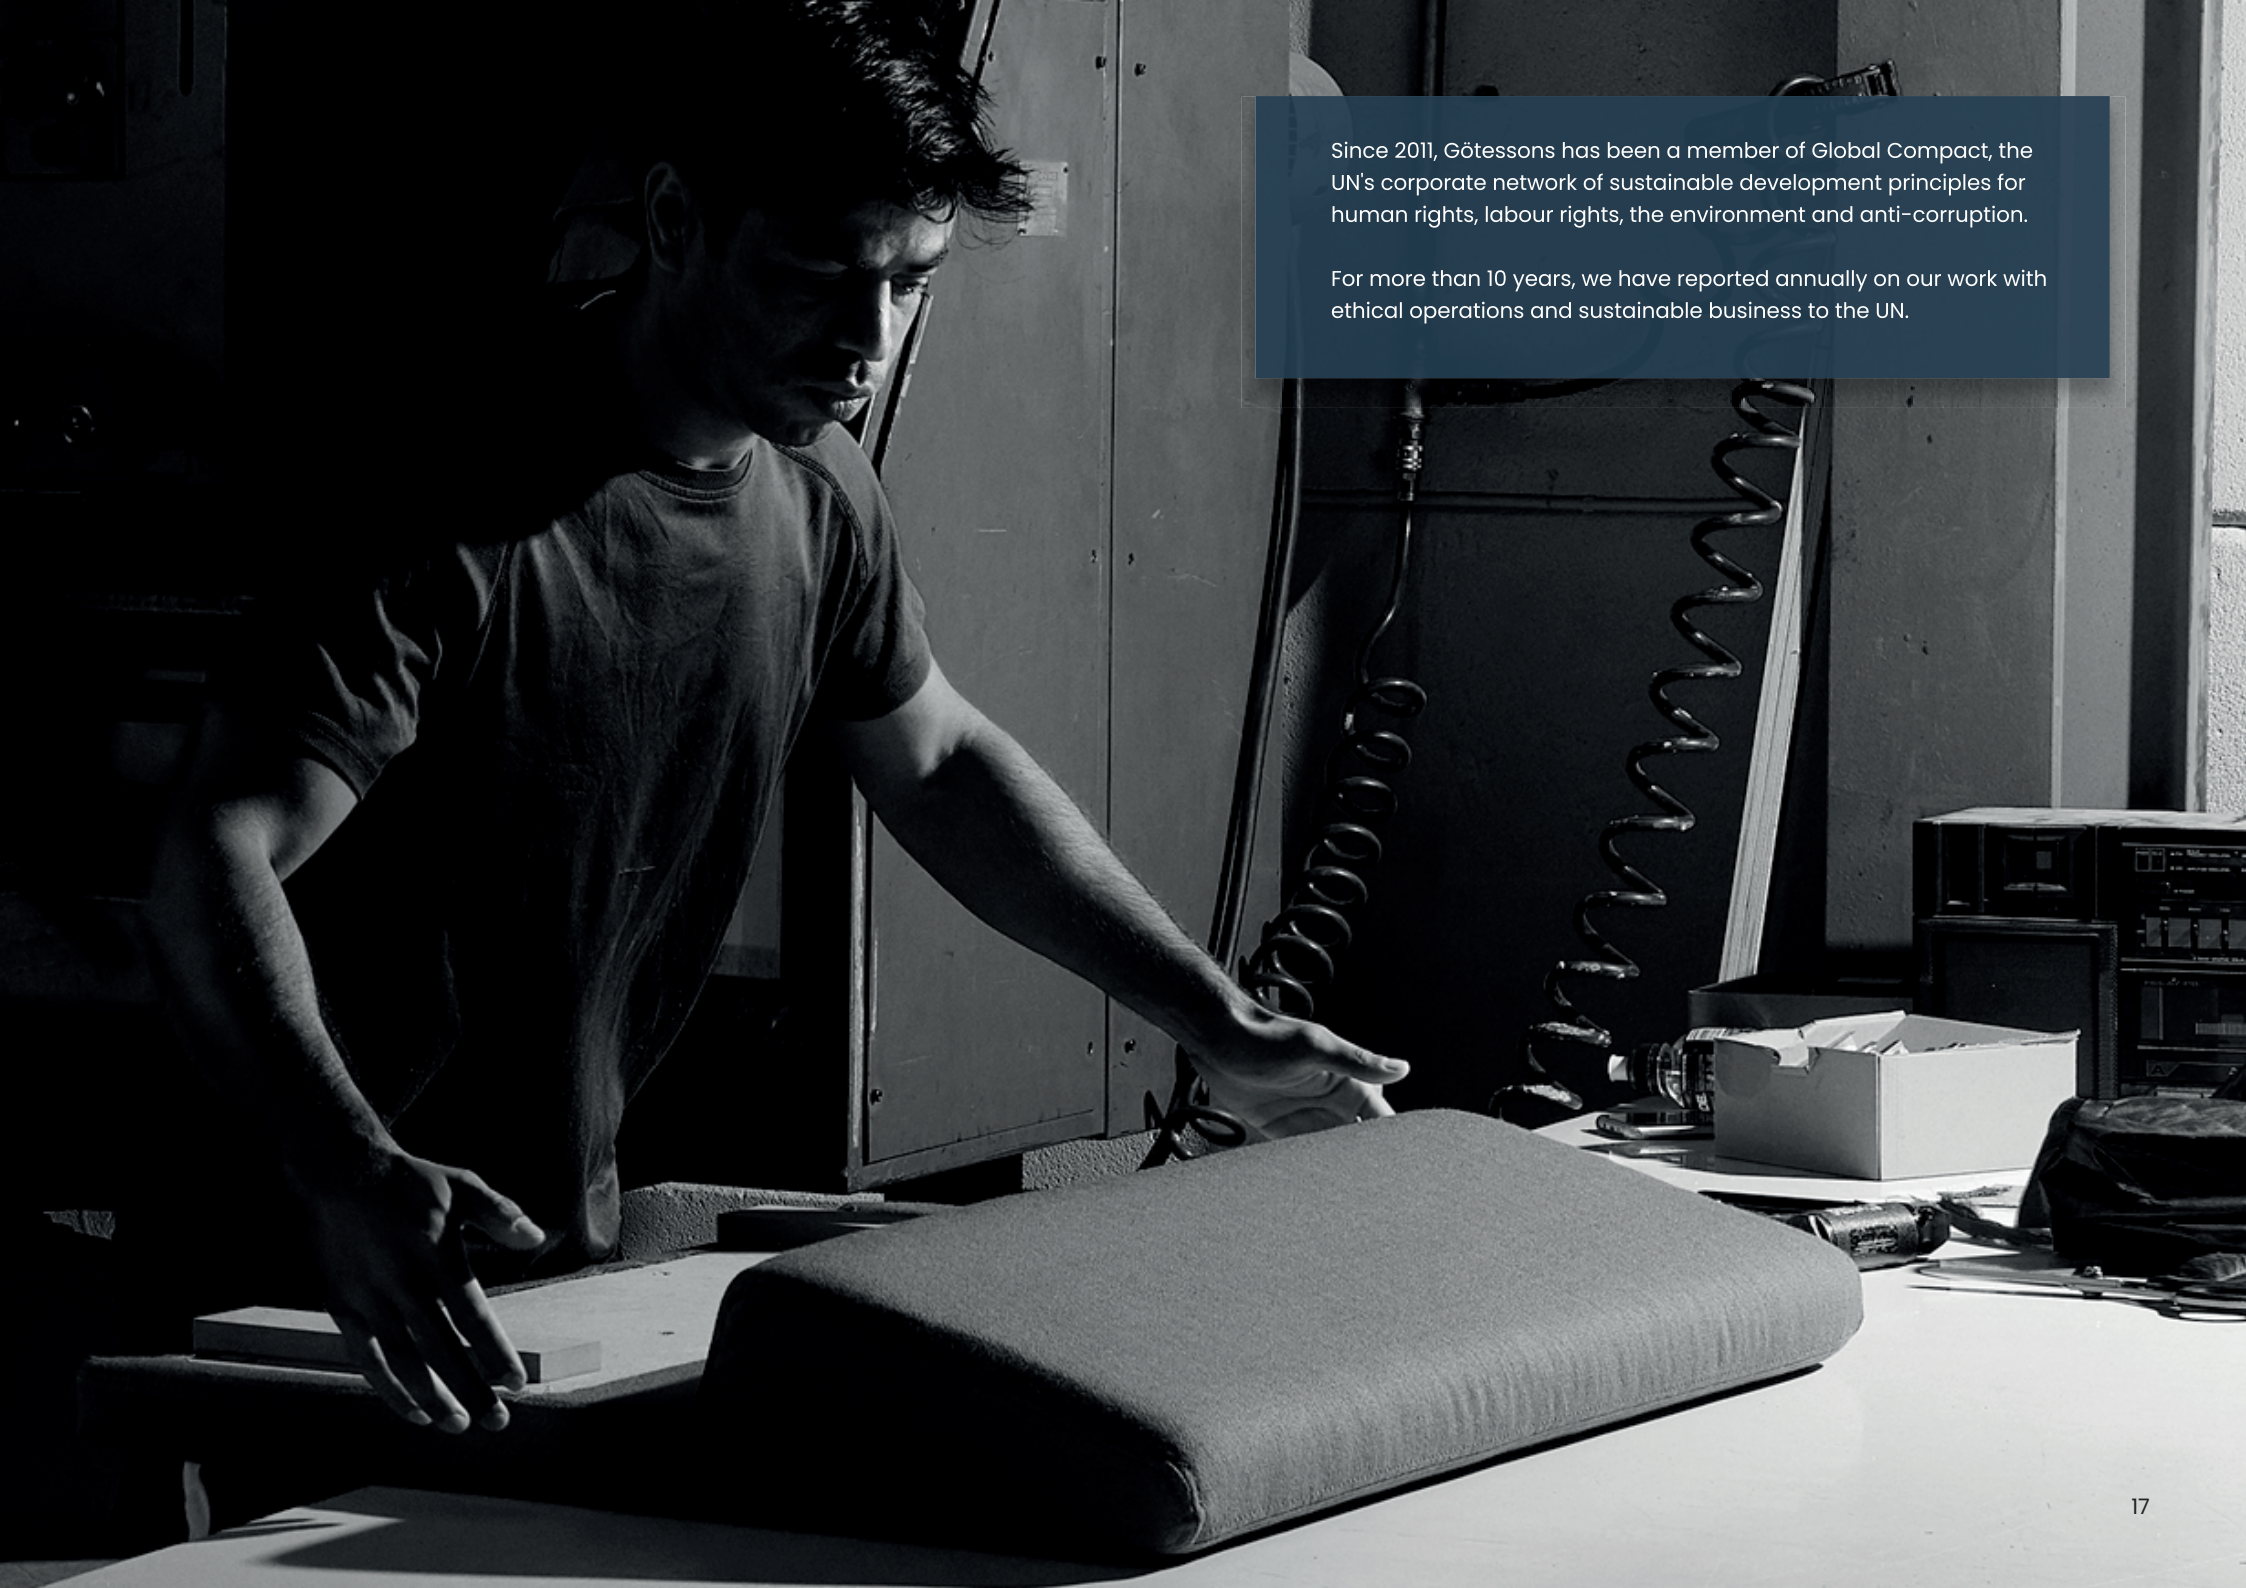 Since 2011, Götessons has been a member of Global Compact, the
UN's corporate network of sustainable development principles for
human rights, labour rights, the environment and anti-corruption.
For more than 10 years, we have reported annually on our work with
ethical operations and sustainable business to the UN.
17